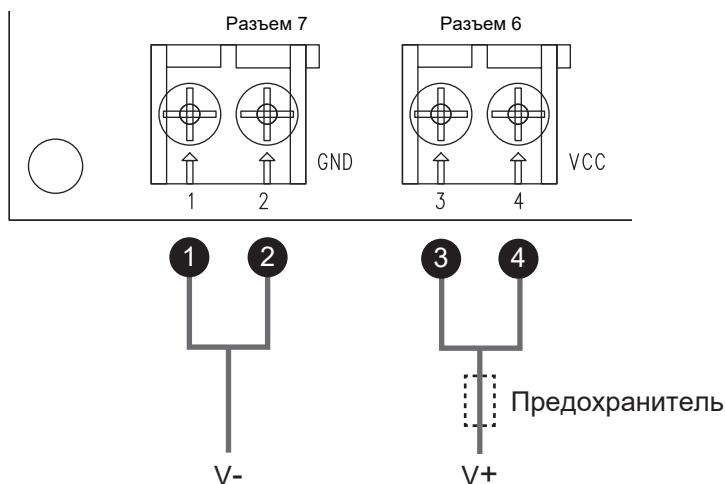 Разъем 7 Разъем 6
GND VCC
1 2 3 4
1 2 3 4
Предохранитель
V- V+